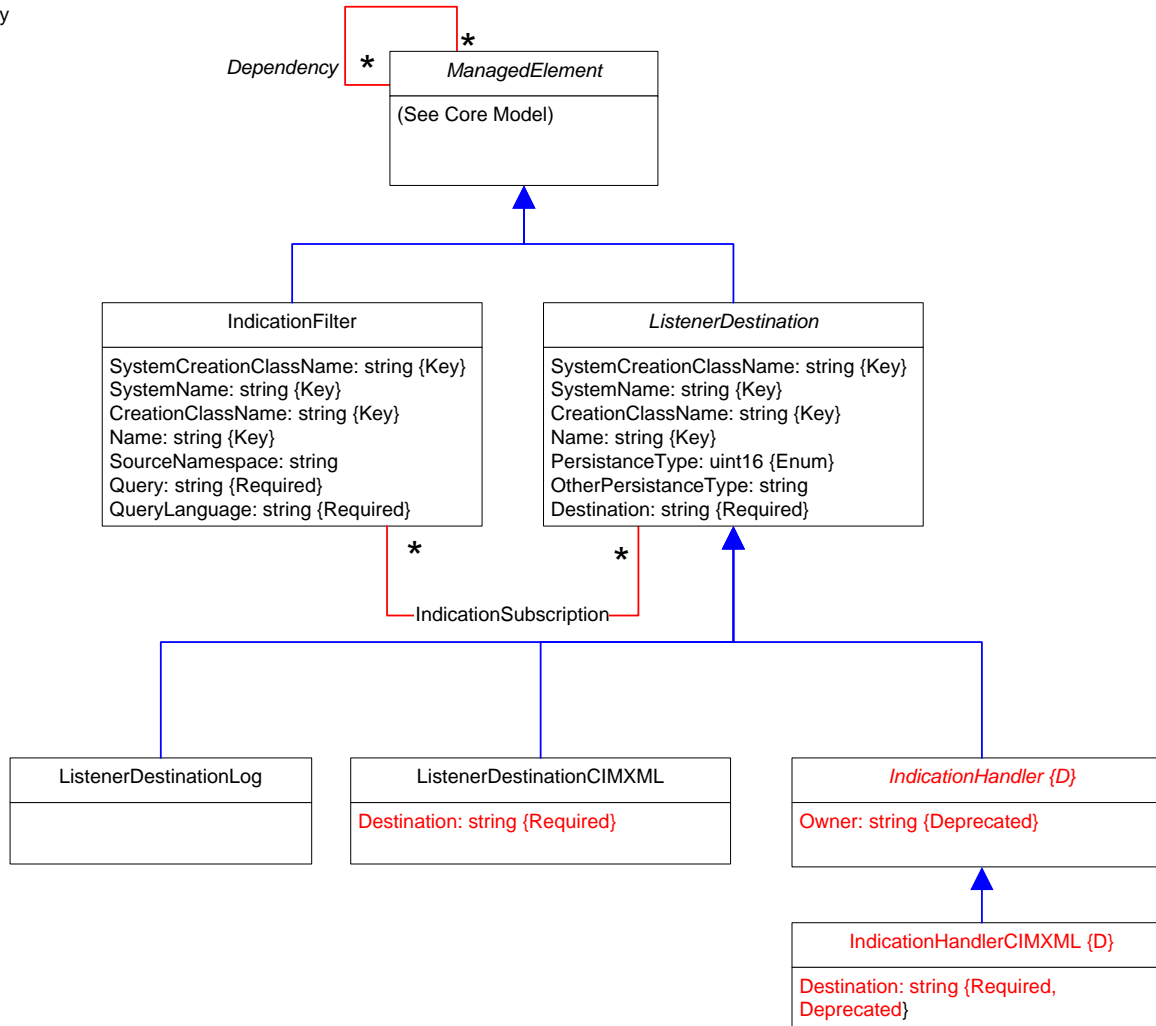 y
*
Dependency * ManagedElement
(See Core Model)
IndicationFilter
SystemCreationClassName: string {Key}
SystemName: string {Key}
CreationClassName: string {Key}
Name: string {Key}
SourceNamespace: string
Query: string {Required}
QueryLanguage: string {Required}
ListenerDestination
SystemCreationClassName: string {Key}
SystemName: string {Key}
CreationClassName: string {Key}
Name: string {Key}
PersistanceType: uint16 {Enum}
OtherPersistanceType: string
Destination: string {Required}
* *
IndicationSubscription
ListenerDestinationLog
ListenerDestinationCIMXML
Destination: string {Required}
IndicationHandler {D}
Owner: string {Deprecated}
IndicationHandlerCIMXML {D}
Destination: string {Required,
Deprecated}